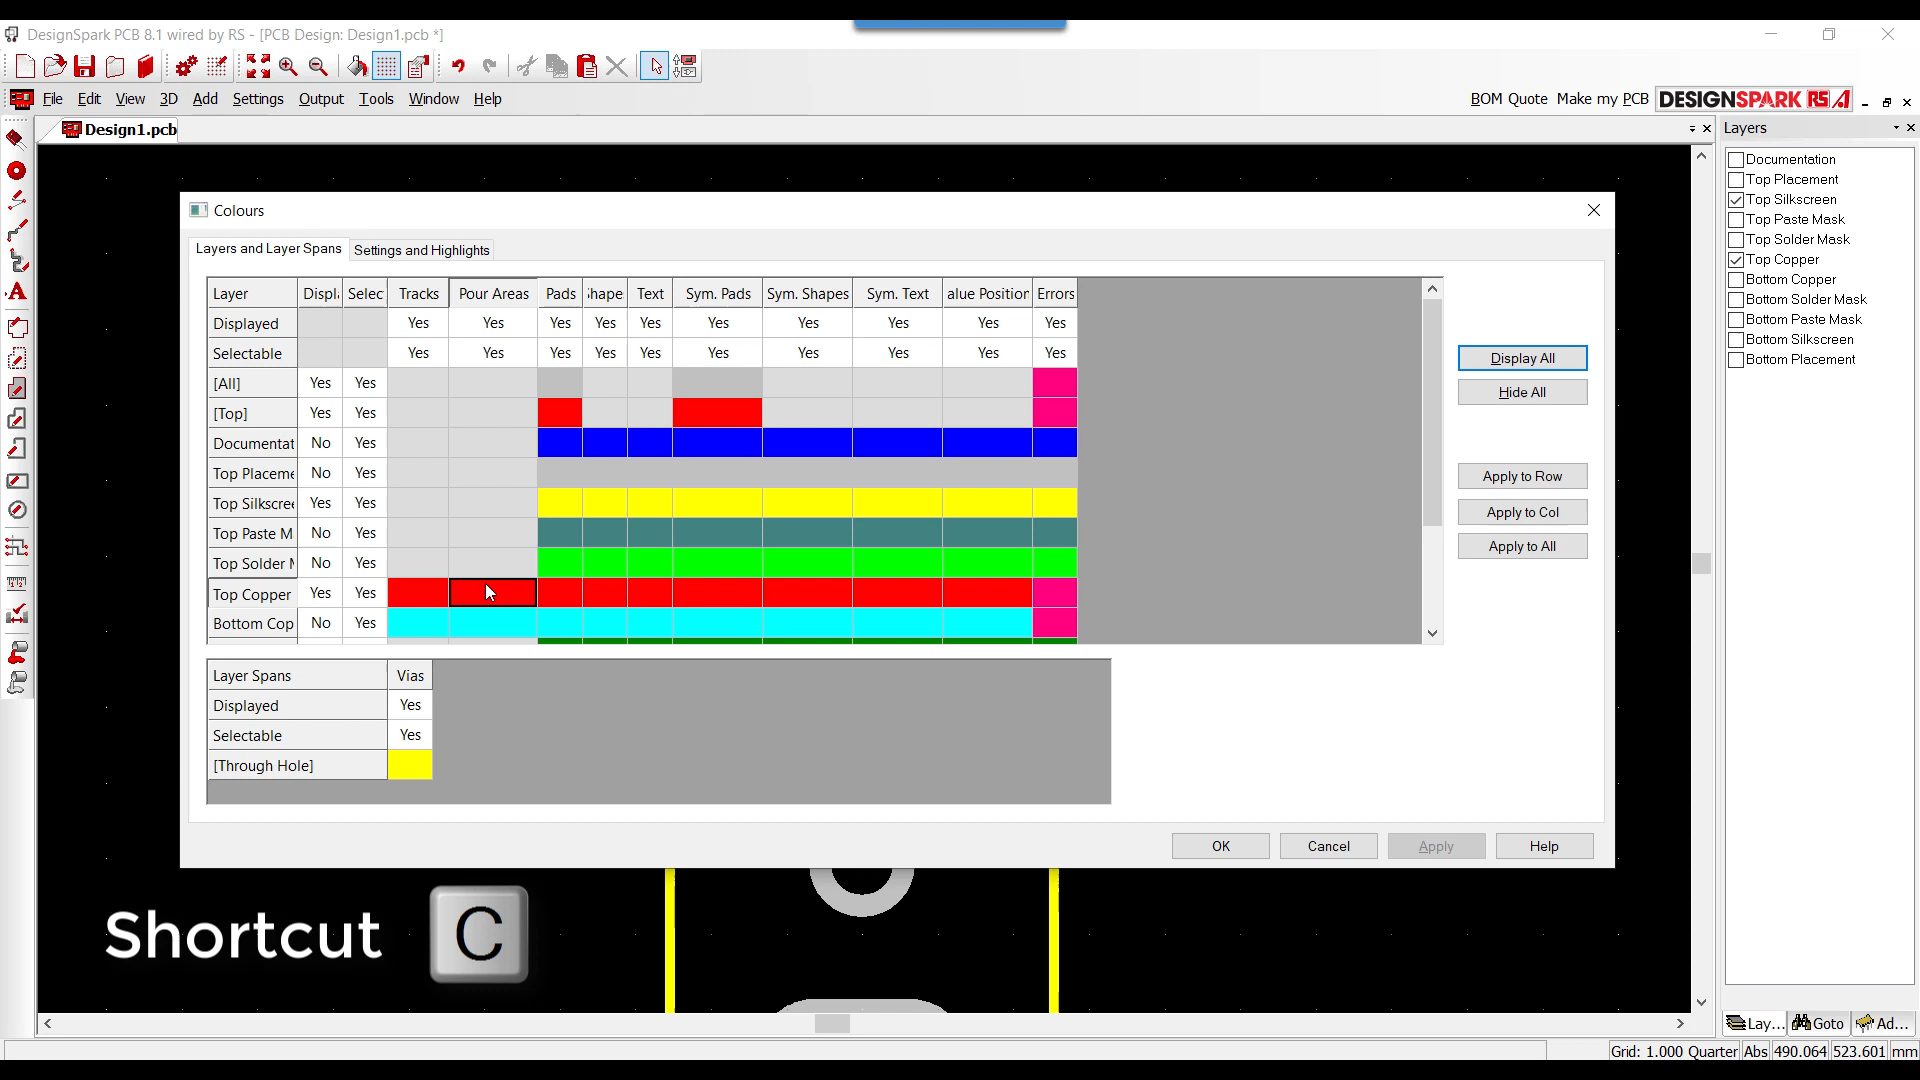 DesignSpark PCB 8.1 wired by RS - [PCB Design: Design1.pcb *]
File Edit View 3D Add Settings Output Tools Window Help
BOM Quote Make my PCB DESIGNSPARK RS
Design1.pcb
Layers
Documentation
Top Placement
Top Silkscreen
Top Paste Mask
Top Solder Mask
Top Copper
Bottom Copper
Bottom Solder Mask
Bottom Paste Mask
Bottom Silkscreen
Bottom Placement
Colours
Layers and Layer Spans Settings and Highlights
Layer Displ Selec Tracks Pour Areas Pads Shape Text Sym. Pads Sym. Shapes Sym. Text alue Position Errors
Displayed Yes Yes Yes Yes Yes Yes Yes Yes Yes Yes
Selectable Yes Yes Yes Yes Yes Yes Yes Yes Yes Yes
[All] Yes Yes
[Top] Yes Yes
Documentat No Yes
Top Placeme No Yes
Top Silkscree Yes Yes
Top Paste M No Yes
Top Solder M No Yes
Top Copper Yes Yes
Bottom Cop No Yes
Display All
Hide All
Apply to Row
Apply to Col
Apply to All
Layer Spans Vias
Displayed Yes
Selectable Yes
[Through Hole]
OK Cancel Apply Help
Shortcut C
Lay... Goto Ad...
Grid: 1.000 Quarter Abs 490.064 523.601 mm